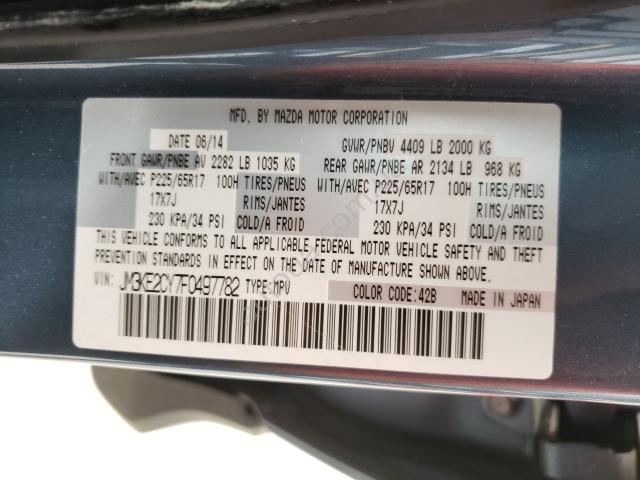 MFD. BY MAZDA MOTOR CORPORATION
DATE 06/14 GVWR/PNBV 4409 LB 2000 KG
FRONT GAWR/PNBE AV 2282 LB 1035 KG REAR GAWR/PNBE AR 2134 LB 968 KG
WITH/AVEC P225/65R17 100H TIRES/PNEUS WITH/AVEC P225/65R17 100H TIRES/PNEUS
17X7J RIMS/JANTES 17X7J RIMS/JANTES
230 KPA/34 PSI COLD/A FROID 230 KPA/34 PSI COLD/A FROID
THIS VEHICLE CONFORMS TO ALL APPLICABLE FEDERAL MOTOR VEHICLE SAFETY AND THEFT
PREVENTION STANDARDS IN EFFECT ON THE DATE OF MANUFACTURE SHOWN ABOVE.
VIN: JM3KE2CY7F0497782 TYPE:MPV COLOR CODE:42B MADE IN JAPAN